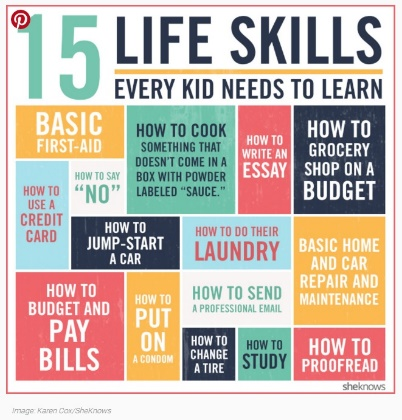 15 LIFE SKILLS
EVERY KID NEEDS TO LEARN
BASIC
FIRST-AID
HOW TO COOK
SOMETHING THAT
DOESN'T COME IN A
BOX WITH POWDER
LABELED "SAUCE."
HOW TO
WRITE AN
ESSAY
HOW TO
GROCERY
SHOP ON A
BUDGET
HOW TO
USE A
CREDIT
CARD
HOW TO SAY
"NO"
HOW TO
JUMP-START
A CAR
HOW TO DO THEIR
LAUNDRY
BASIC HOME
AND CAR
REPAIR AND
MAINTENANCE
HOW TO
BUDGET AND
PAY
BILLS
HOW TO
PUT
ON
A CONDOM
HOW TO SEND
A PROFESSIONAL EMAIL
HOW TO
CHANGE
A TIRE
HOW TO
STUDY
HOW TO
PROOFREAD
sheknows
Image: Karen Cox/SheKnows